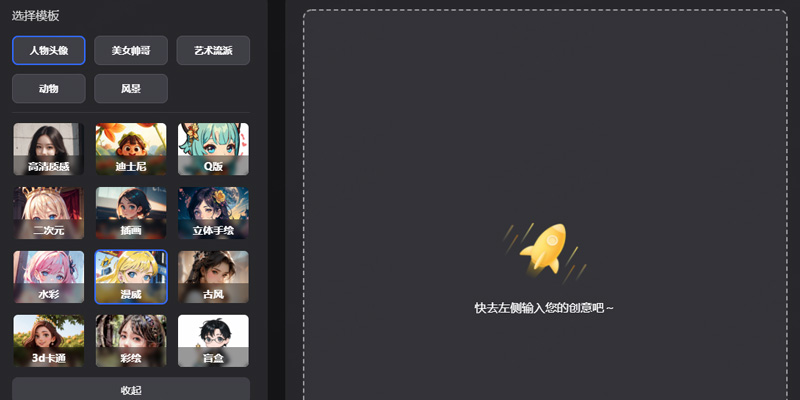 选择模板
人物头像
美女帅哥
艺术流派
动物
风景
高清质感
迪士尼
Q版
二次元
插画
立体手绘
水彩
漫威
古风
3d卡通
彩绘
盲盒
收起
快去左侧输入您的创意吧~